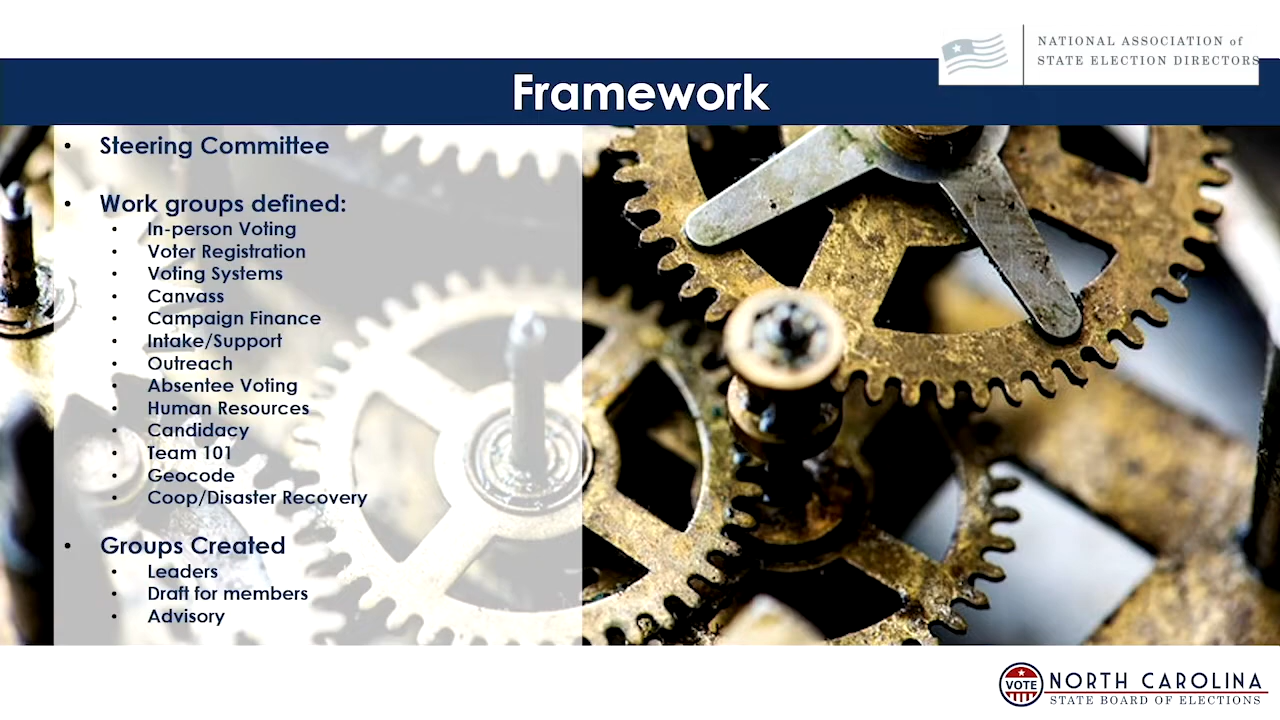 NATIONAL ASSOCIATION of
STATE ELECTION DIRECTORS
Framework
• Steering Committee
• Work groups defined:
• In-person Voting
• Voter Registration
• Voting Systems
• Canvass
• Campaign Finance
• Intake/Support
• Outreach
• Absentee Voting
• Human Resources
• Candidacy
• Team 101
• Geocode
• Coop/Disaster Recovery
• Groups Created
• Leaders
• Draft for members
• Advisory
VOTE
NORTH CAROLINA
STATE BOARD OF ELECTIONS